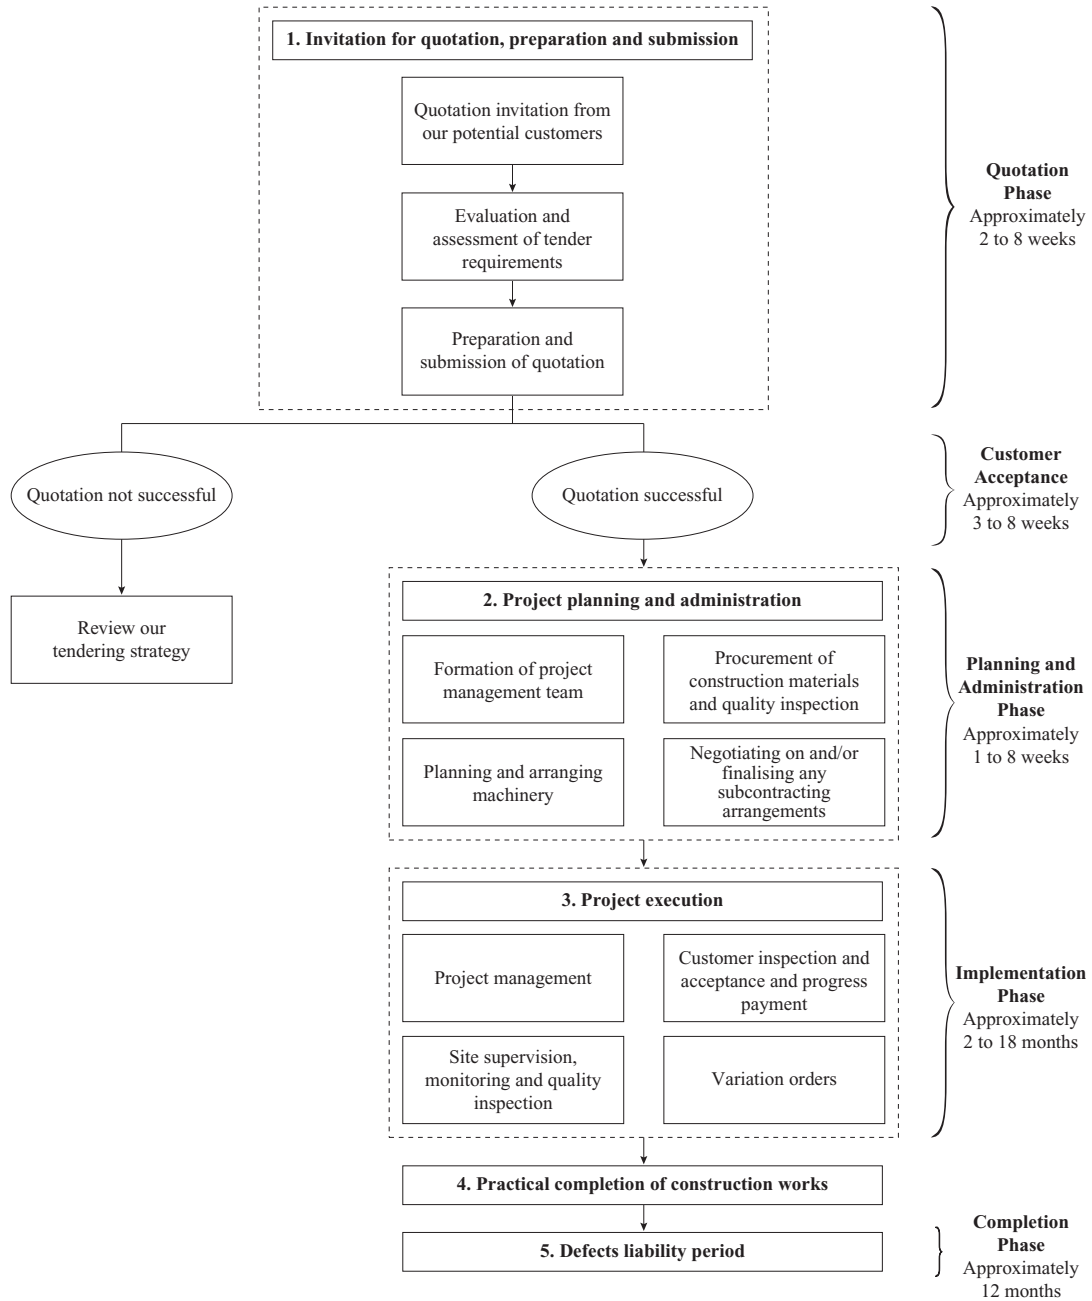 1. Invitation for quotation, preparation and submission
Quotation invitation from
our potential customers
Evaluation and
assessment of tender
requirements
Preparation and
submission of quotation
Quotation
Phase
Approximately
2 to 8 weeks
Quotation not successful
Quotation successful
Customer
Acceptance
Approximately
3 to 8 weeks
Review our
tendering strategy
2. Project planning and administration
Formation of project
management team
Procurement of
construction materials
and quality inspection
Planning and arranging
machinery
Negotiating on and/or
finalising any
subcontracting
arrangements
Planning and
Administration
Phase
Approximately
1 to 8 weeks
3. Project execution
Project management
Customer inspection and
acceptance and progress
payment
Site supervision,
monitoring and quality
inspection
Variation orders
Implementation
Phase
Approximately
2 to 18 months
4. Practical completion of construction works
5. Defects liability period
Completion
Phase
Approximately
12 months